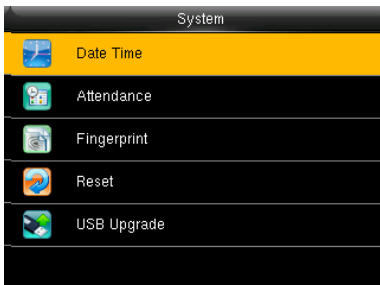 System
Date Time
Attendance
Fingerprint
Reset
USB Upgrade